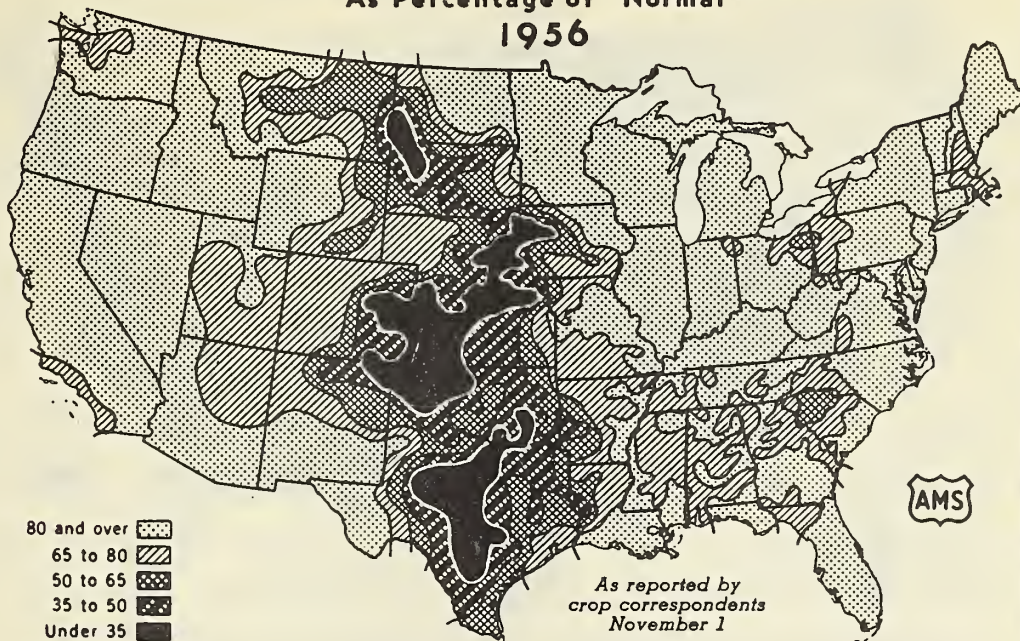 As Percentage of "Normal"
1956
80 and over
65 to 80
50 to 65
35 to 50
Under 35
As reported by
crop correspondents
November 1
AMS